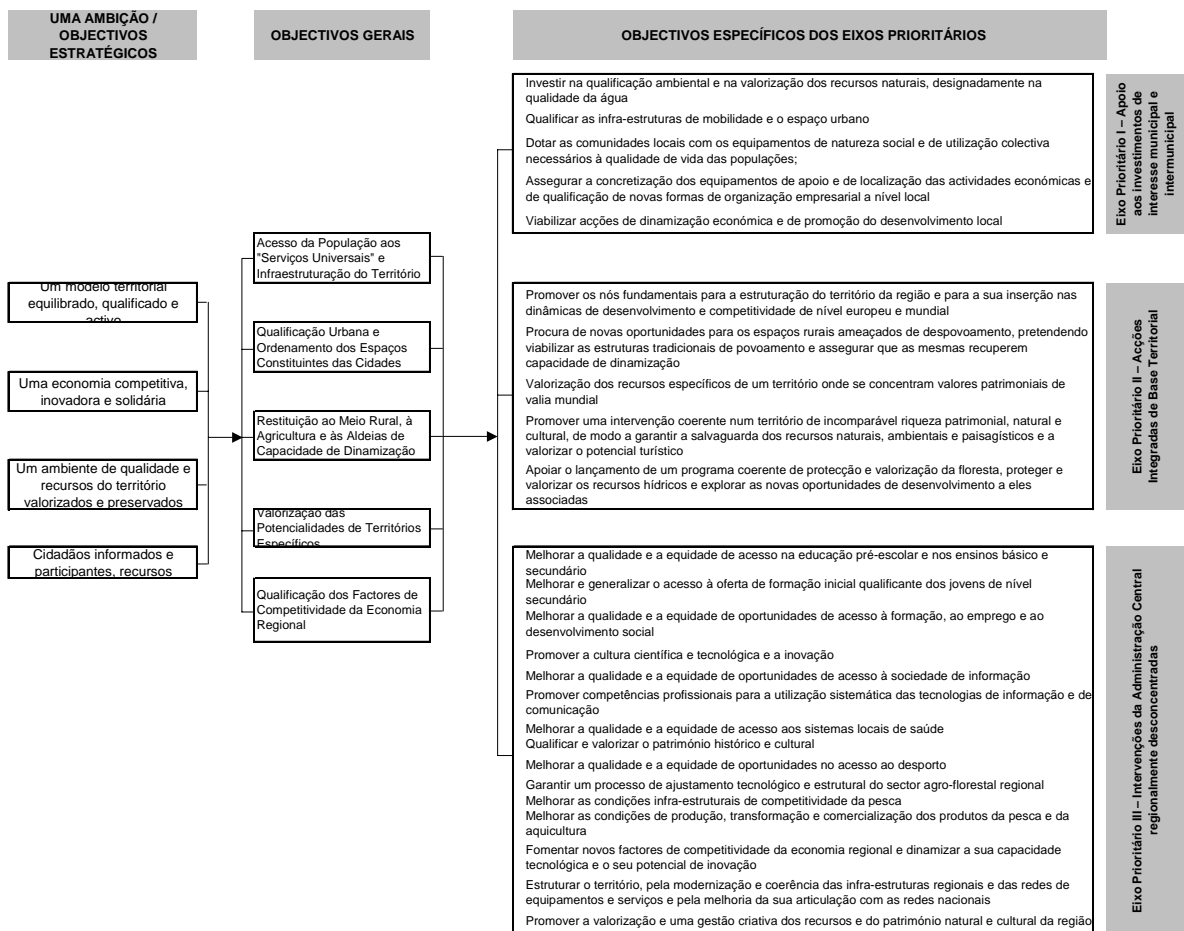 UMA AMBIÇÃO /
OBJECTIVOS
ESTRATÉGICOS
OBJECTIVOS GERAIS
OBJECTIVOS ESPECÍFICOS DOS EIXOS PRIORITÁRIOS
Um modelo territorial
equilibrado, qualificado e
activo
Uma economia competitiva,
inovadora e solidária
Um ambiente de qualidade e
recursos do território
valorizados e preservados
Cidadãos informados e
participantes, recursos
Acesso da População aos
"Serviços Universais" e
Infraestruturação do Território
Qualificação Urbana e
Ordenamento dos Espaços
Constituintes das Cidades
Restituição ao Meio Rural, à
Agricultura e às Aldeias de
Capacidade de Dinamização
Valorização das
Potencialidades de Territórios
Específicos
Qualificação dos Factores de
Competitividade da Economia
Regional
Investir na qualificação ambiental e na valorização dos recursos naturais, designadamente na
qualidade da água
Qualificar as infra-estruturas de mobilidade e o espaço urbano
Dotar as comunidades locais com os equipamentos de natureza social e de utilização colectiva
necessários à qualidade de vida das populações;
Assegurar a concretização dos equipamentos de apoio e de localização das actividades económicas e
de qualificação de novas formas de organização empresarial a nível local
Viabilizar acções de dinamização económica e de promoção do desenvolvimento local
Eixo Prioritário I – Apoio
aos investimentos de
interesse municipal e
intermunicipal
Promover os nós fundamentais para a estruturação do território da região e para a sua inserção nas
dinâmicas de desenvolvimento e competitividade de nível europeu e mundial
Procura de novas oportunidades para os espaços rurais ameaçados de despovoamento, pretendendo
viabilizar as estruturas tradicionais de povoamento e assegurar que as mesmas recuperem
capacidade de dinamização
Valorização dos recursos específicos de um território onde se concentram valores patrimoniais de
valia mundial
Promover uma intervenção coerente num território de incomparável riqueza patrimonial, natural e
cultural, de modo a garantir a salvaguarda dos recursos naturais, ambientais e paisagísticos e a
valorizar o potencial turístico
Apoiar o lançamento de um programa coerente de protecção e valorização da floresta, proteger e
valorizar os recursos hídricos e explorar as novas oportunidades de desenvolvimento a eles
associadas
Eixo Prioritário II – Acções
Integradas de Base Territorial
Melhorar a qualidade e a equidade de acesso na educação pré-escolar e nos ensinos básico e
secundário
Melhorar e generalizar o acesso à oferta de formação inicial qualificante dos jovens de nível
secundário
Melhorar a qualidade e a equidade de oportunidades de acesso à formação, ao emprego e ao
desenvolvimento social
Promover a cultura científica e tecnológica e a inovação
Melhorar a qualidade e a equidade de oportunidades de acesso à sociedade de informação
Promover competências profissionais para a utilização sistemática das tecnologias de informação e de
comunicação
Melhorar a qualidade e a equidade de acesso aos sistemas locais de saúde
Qualificar e valorizar o património histórico e cultural
Melhorar a qualidade e a equidade de oportunidades no acesso ao desporto
Garantir um processo de ajustamento tecnológico e estrutural do sector agro-florestal regional
Melhorar as condições infra-estruturais de competitividade da pesca
Melhorar as condições de produção, transformação e comercialização dos produtos da pesca e da
aquicultura
Fomentar novos factores de competitividade da economia regional e dinamizar a sua capacidade
tecnológica e o seu potencial de inovação
Estruturar o território, pela modernização e coerência das infra-estruturas regionais e das redes de
equipamentos e serviços e pela melhoria da sua articulação com as redes nacionais
Promover a valorização e uma gestão criativa dos recursos e do património natural e cultural da região
Eixo Prioritário III – Intervenções da Administração Central
regionalmente desconcentradas